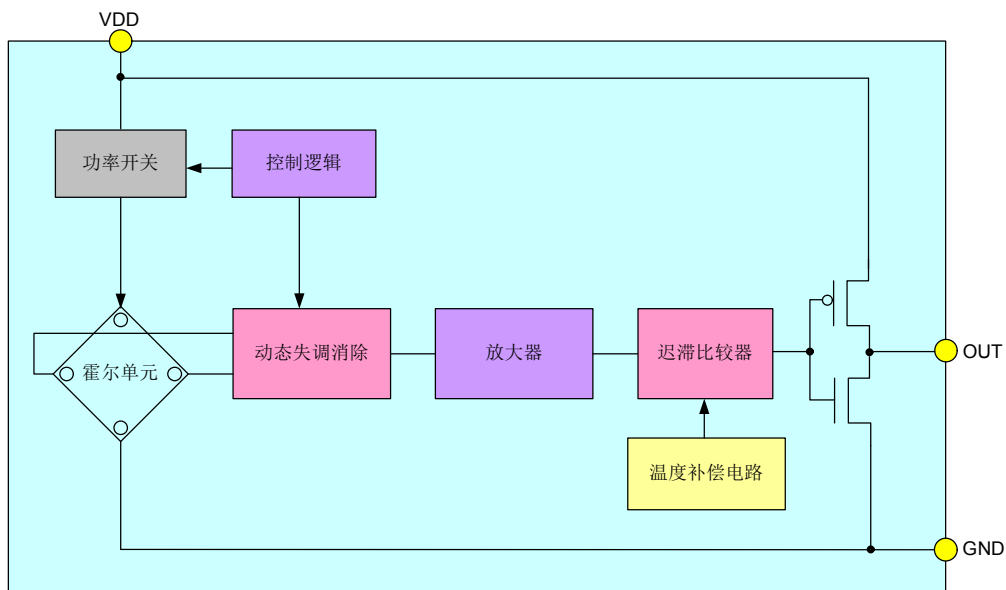 VDD
功率开关
控制逻辑
霍尔单元
动态失调消除
放大器
迟滞比较器
OUT
温度补偿电路
GND